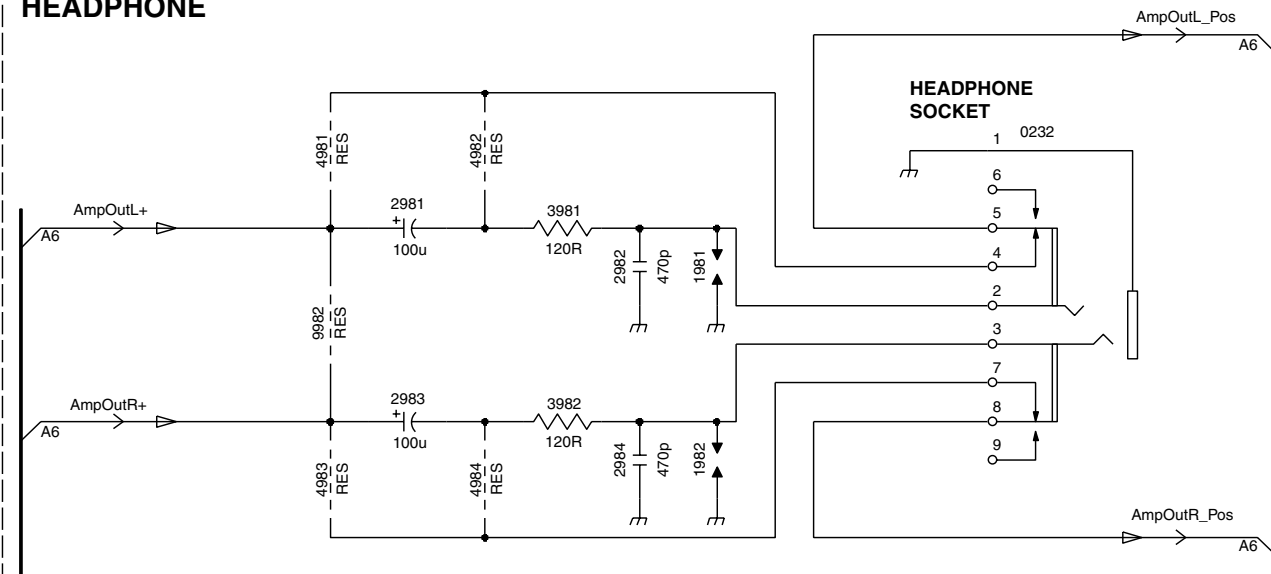 HEADPHONE
AmpOutL_Pos
A6
HEADPHONE
SOCKET
1
0232
6
5
4
2
3
7
8
9
4981
RES
4982
RES
AmpOutL+
A6
2981
+
100u
3981
120R
2982
470p
1981
9982
RES
AmpOutR+
A6
2983
+
100u
3982
120R
2984
470p
1982
4983
RES
4984
RES
AmpOutR_Pos
A6